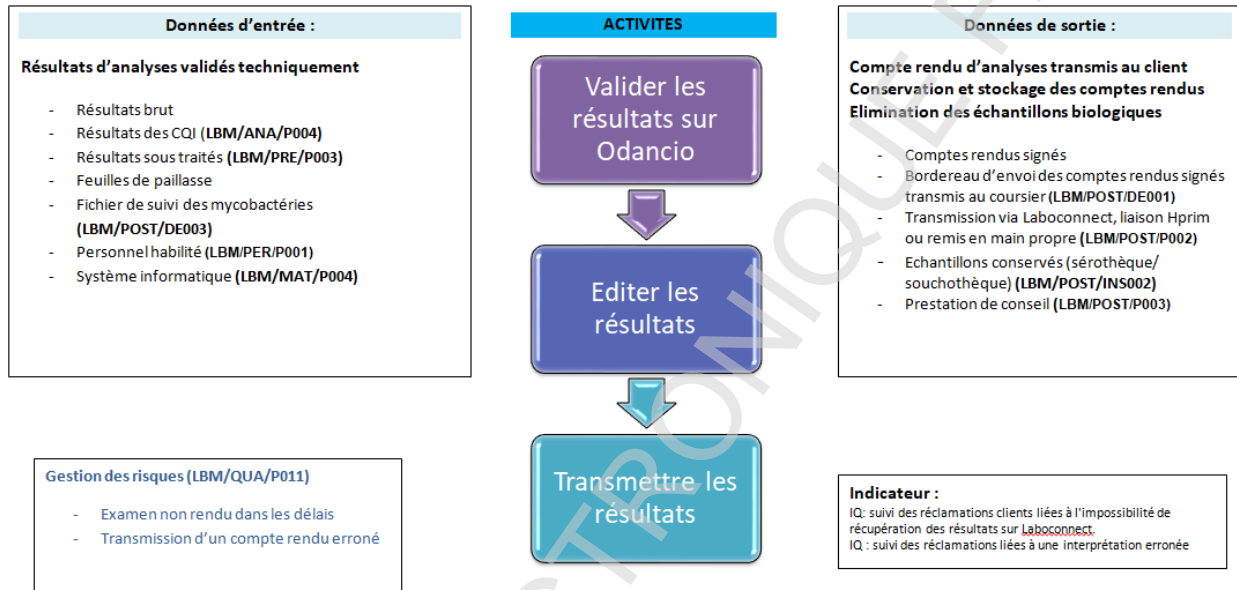 Données d'entrée :
Résultats d'analyses validés techniquement
- Résultats brut
- Résultats des CQI (LBM/ANA/P004)
- Résultats sous traités (LBM/PRE/P003)
- Feuilles de paillasse
- Fichier de suivi des mycobactéries
(LBM/POST/DE003)
- Personnel habilité (LBM/PER/P001)
- Système informatique (LBM/MAT/P004)
Gestion des risques (LBM/QUA/P011)
- Examen non rendu dans les délais
- Transmission d'un compte rendu erroné
ACTIVITES
Valider les
résultats sur
Odancio
Editer les
résultats
Transmettre les
résultats
Données de sortie :
Compte rendu d'analyses transmis au client
Conservation et stockage des comptes rendus
Elimination des échantillons biologiques
- Comptes rendus signés
- Bordereau d'envoi des comptes rendus signés
transmis au coursier (LBM/POST/DE001)
- Transmission via Laboconnect, liaison Hprim
ou remis en main propre (LBM/POST/P002)
- Echantillons conservés (sérothèque/
souchothèque) (LBM/POST/INS002)
- Prestation de conseil (LBM/POST/P003)
Indicateur :
IQ: suivi des réclamations clients liées à l'impossibilité de
récupération des résultats sur Laboconnect.
IQ : suivi des réclamations liées à une interprétation erronée
STRONIQUE